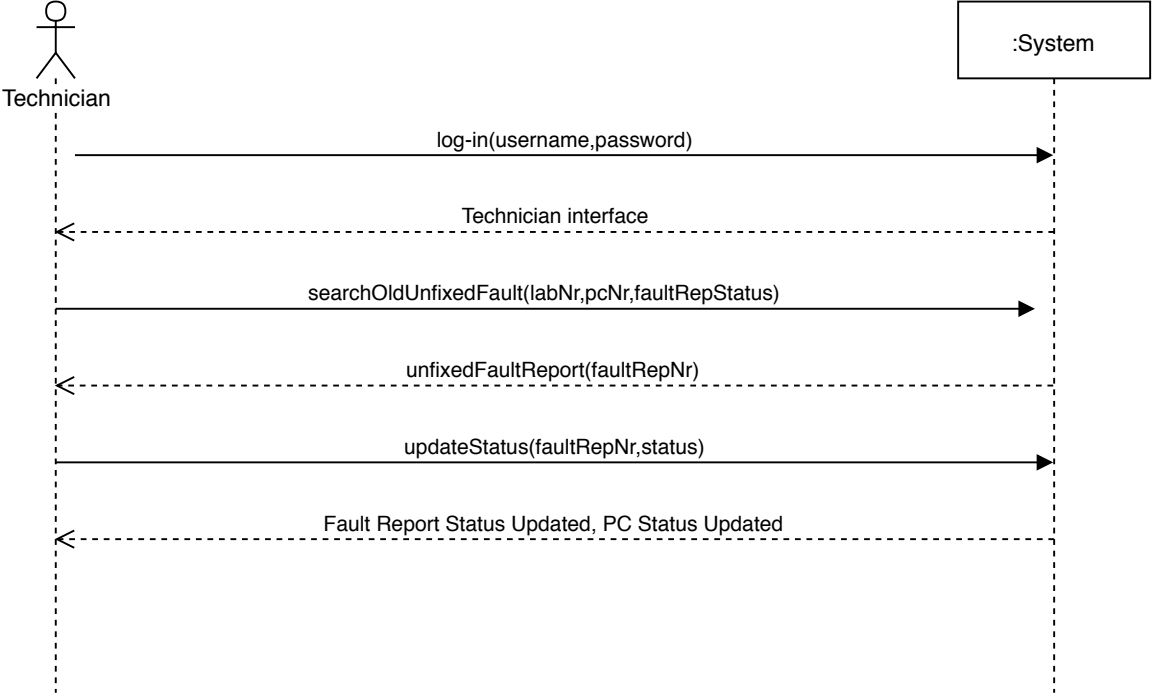 :System
Technician
log-in(username,password)
Technician interface
searchOldUnfixedFault(labNr,pcNr,faultRepStatus)
unfixedFaultReport(faultRepNr)
updateStatus(faultRepNr,status)
Fault Report Status Updated, PC Status Updated